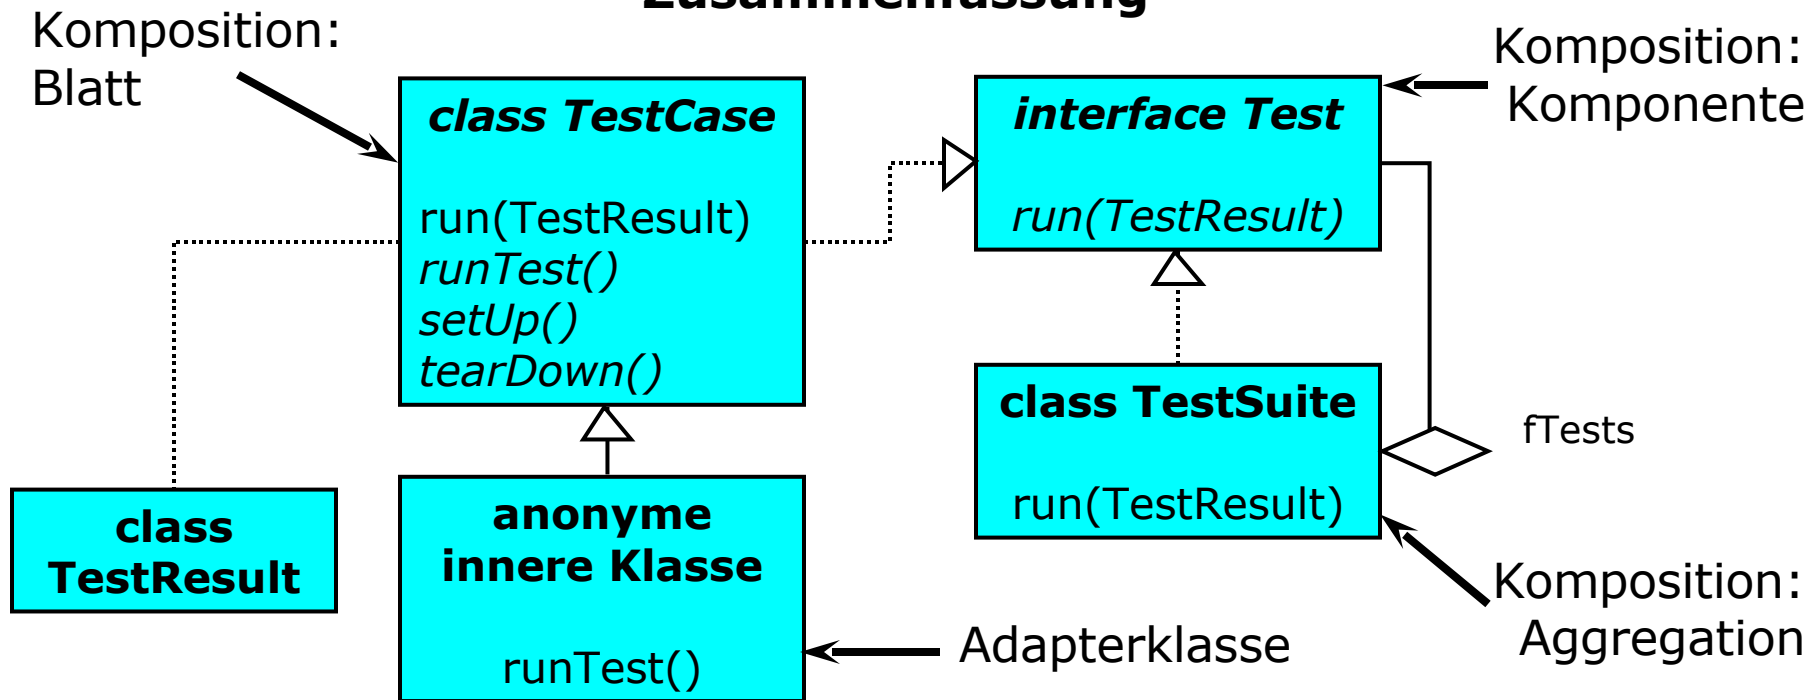 Zusammenfassung
Komposition:
Blatt
class TestCase
run(TestResult)
runTest()
setUp()
tearDown()
interface Test
run(TestResult)
Komposition:
Komponente
class TestSuite
run(TestResult)
fTests
class
TestResult
anonyme
innere Klasse
runTest()
Adapterklasse
Komposition:
Aggregation